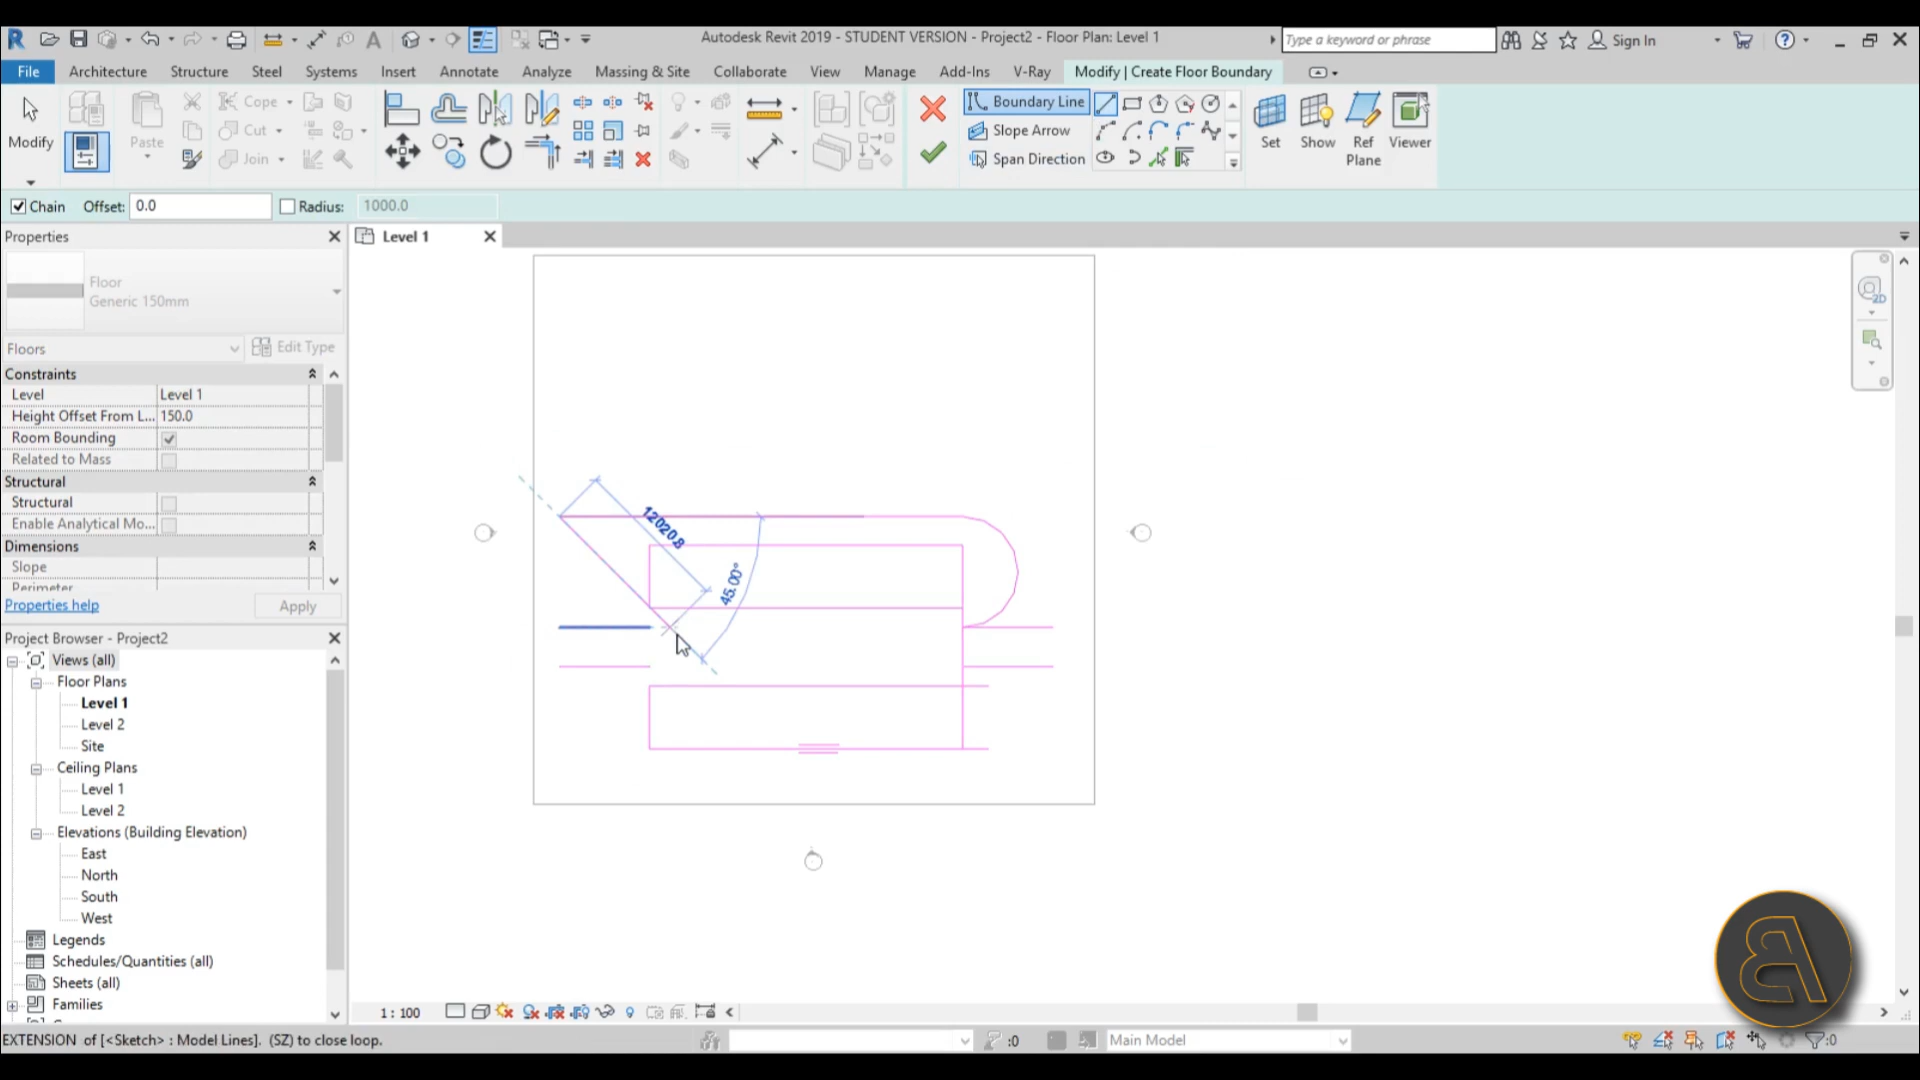 Autodesk Revit 2019 - STUDENT VERSION - Project2 - Floor Plan: Level 1
Type a keyword or phrase
Sign In
File Architecture Structure Steel Systems Insert Annotate Analyze Massing & Site Collaborate View Manage Add-Ins V-Ray Modify | Create Floor Boundary
Modify
Paste
Cope
Cut
Join
Boundary Line
Slope Arrow
Span Direction
Set
Show
Ref
Plane
Viewer
Chain Offset: 0.0 Radius: 1000.0
Properties
Level 1
Floor
Generic 150mm
Floors
Edit Type
Constraints
Level Level 1
Height Offset From L... 150.0
Room Bounding
Related to Mass
Structural
Structural
Enable Analytical Mo...
Dimensions
Slope
Perimeter
Properties help
Apply
Project Browser - Project2
Views (all)
Floor Plans
Level 1
Level 2
Site
Ceiling Plans
Level 1
Level 2
Elevations (Building Elevation)
East
North
South
West
Legends
Schedules/Quantities (all)
Sheets (all)
Families
12020.8
45.00°
2D
1 : 100
EXTENSION of [<Sketch> : Model Lines]. (SZ) to close loop.
:0
Main Model
:0